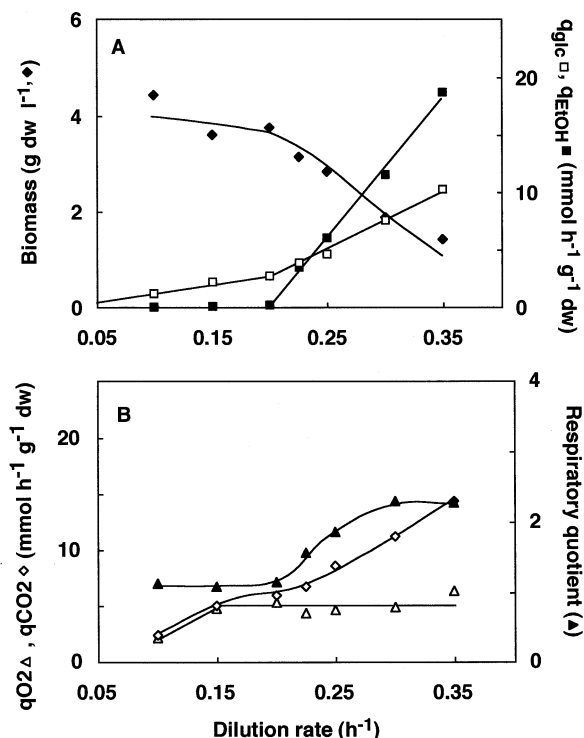 A
Biomass (g dw l-1,◆)
6
4
2
0
20
10
0
qglc □, qEtOH ■ (mmol h-1 g-1 dw)
0.05 0.15 0.25 0.35
B
qO2△, qCO2◇ (mmol h-1 g-1 dw)
20
10
0
4
2
0
Respiratory quotient (▲)
0.05 0.15 0.25 0.35
Dilution rate (h-1)